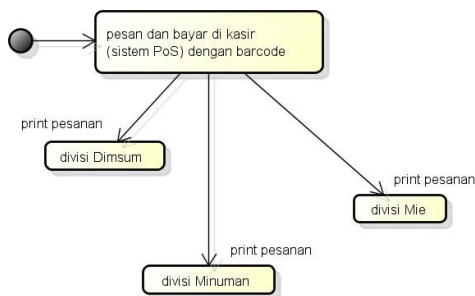 pesan dan bayar di kasir
(sistem PoS) dengan barcode
print pesanan
divisi Dimsum
print pesanan
divisi Mie
print pesanan
divisi Minuman